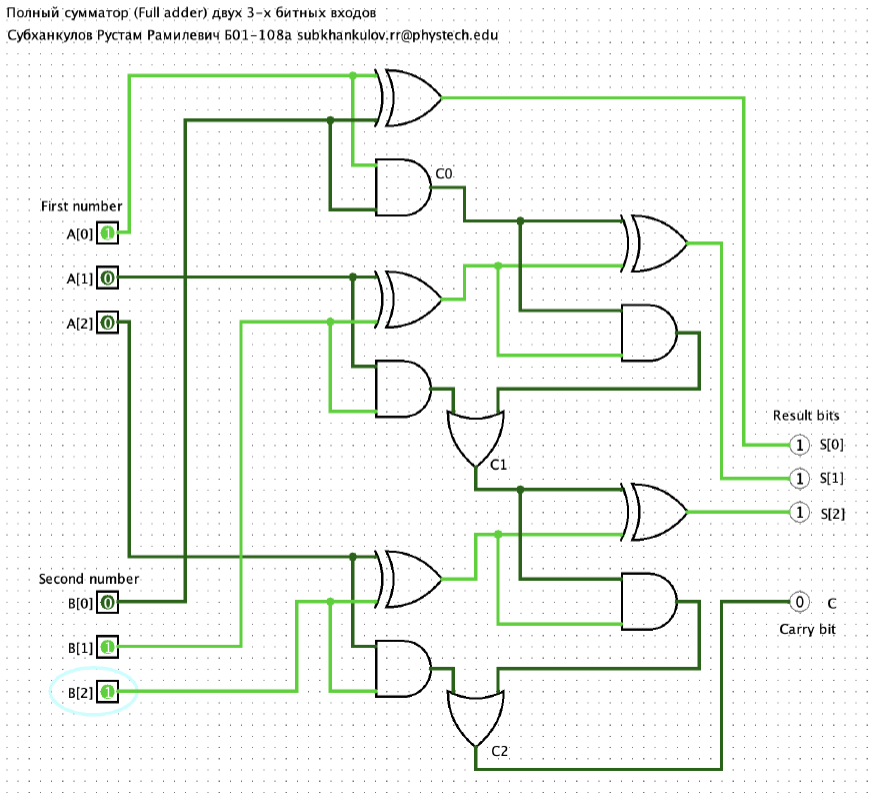 Полный сумматор (Full adder) двух 3-х битных входов
Субханкулов Рустам Рамилевич Б01-108а subkhankulov.rr@phystech.edu
C0
First number
A[0] 1
A[1] 0
A[2] 0
Result bits
1 S[0]
C1
1 S[1]
1 S[2]
Second number
B[0] 0
0 C
Carry bit
B[1] 1
B[2] 1
C2